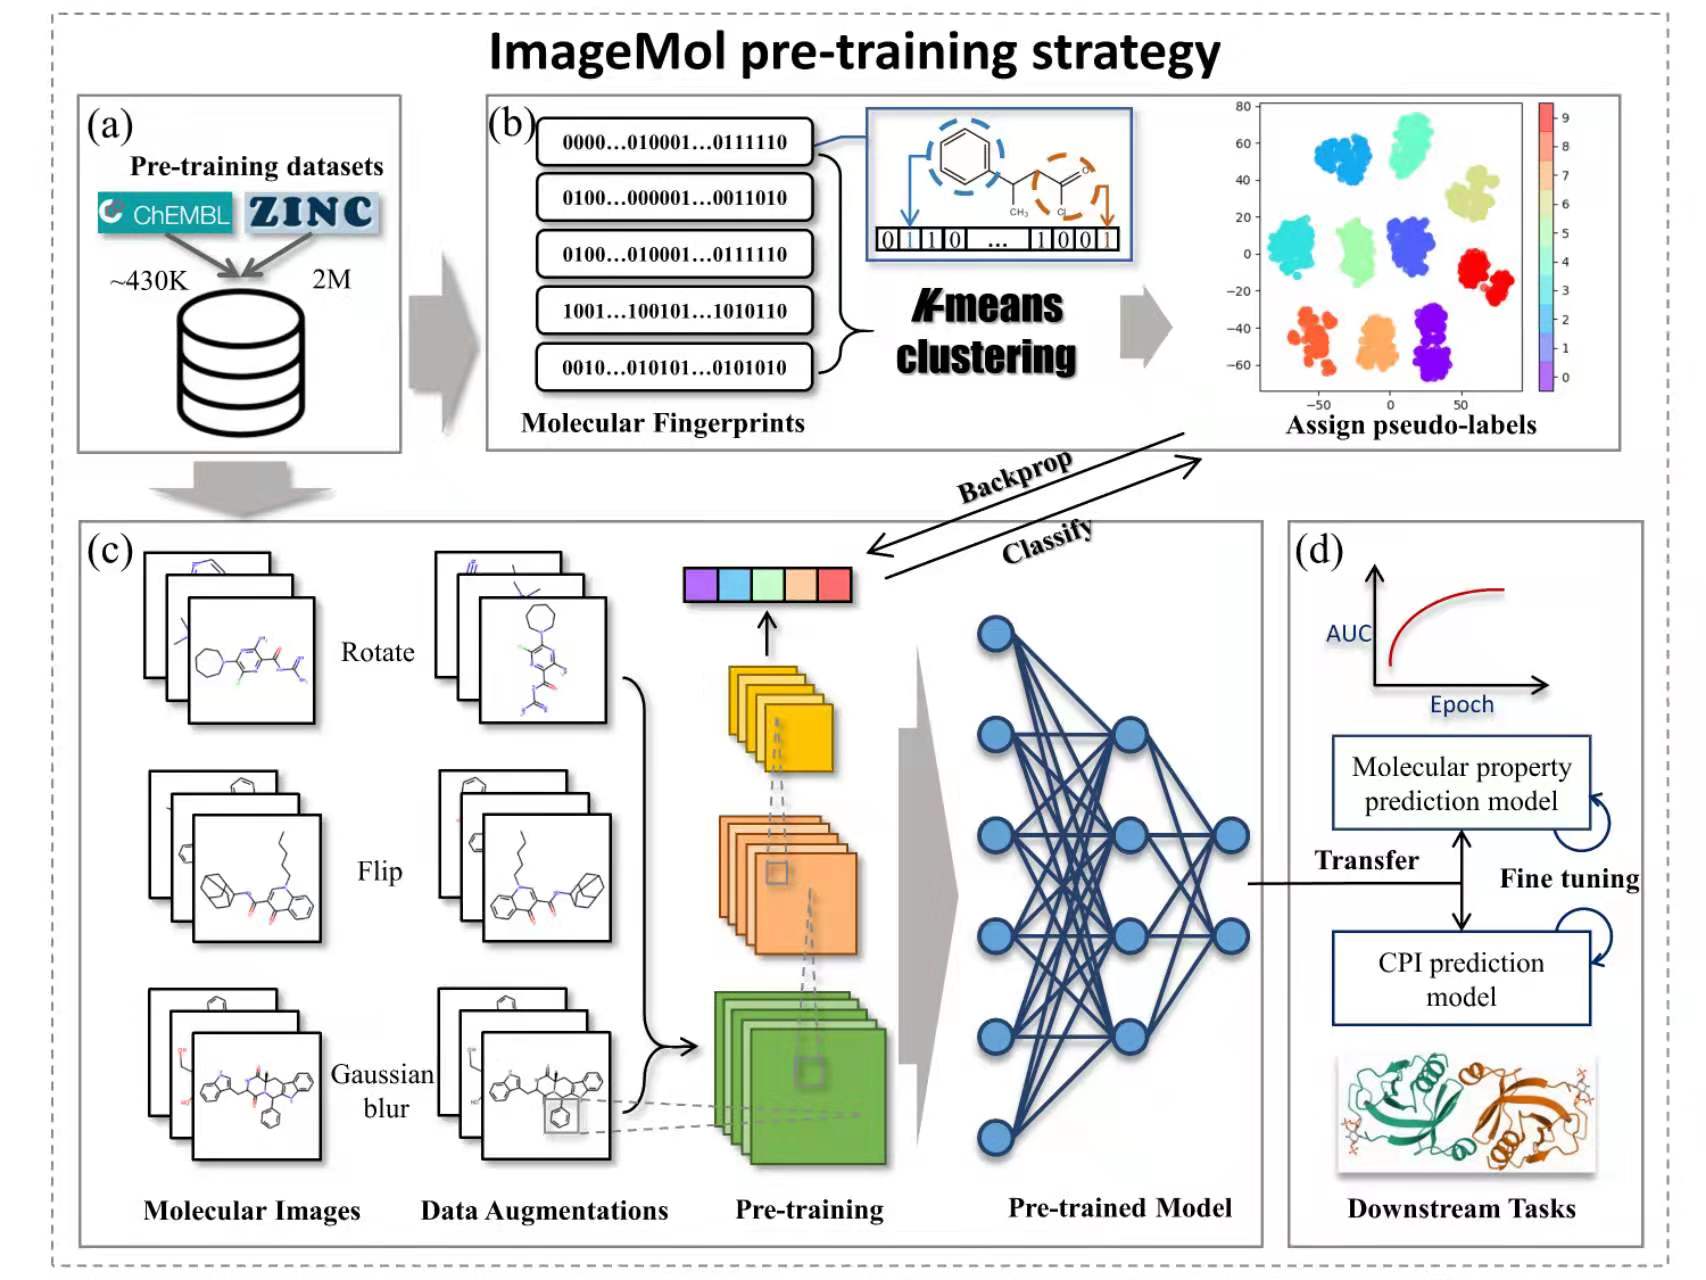 ImageMol pre-training strategy
(a)
Pre-training datasets
ChEMBL
ZINC
~430K
2M
(b)
0000…010001…0111110
0100…000001…0011010
0100…010001…0111110
1001…100101…1010110
0010…010101…0101010
Molecular Fingerprints
O
CH3
Cl
0 1 1 0 ... 1 0 0 1
K-means
clustering
80
60
40
20
0
−20
−40
−60
−50 0 50
9
8
7
6
5
4
3
2
1
0
Assign pseudo-labels
Backprop
Classify
(c)
Rotate
Flip
Gaussian
blur
Molecular Images
Data Augmentations
Pre-training
Pre-trained Model
(d)
AUC
Epoch
Molecular property
prediction model
Transfer
Fine tuning
CPI prediction
model
Downstream Tasks